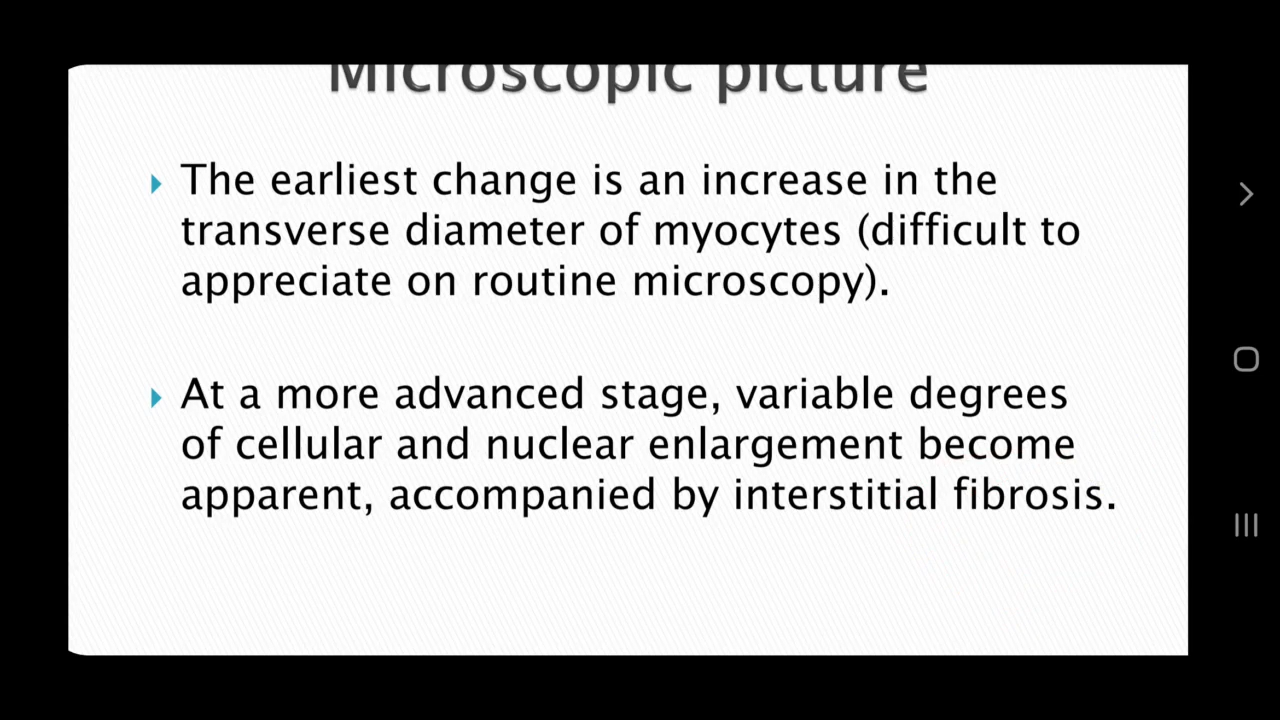 Microscopic picture
The earliest change is an increase in the
transverse diameter of myocytes (difficult to
appreciate on routine microscopy).
At a more advanced stage, variable degrees
of cellular and nuclear enlargement become
apparent, accompanied by interstitial fibrosis.